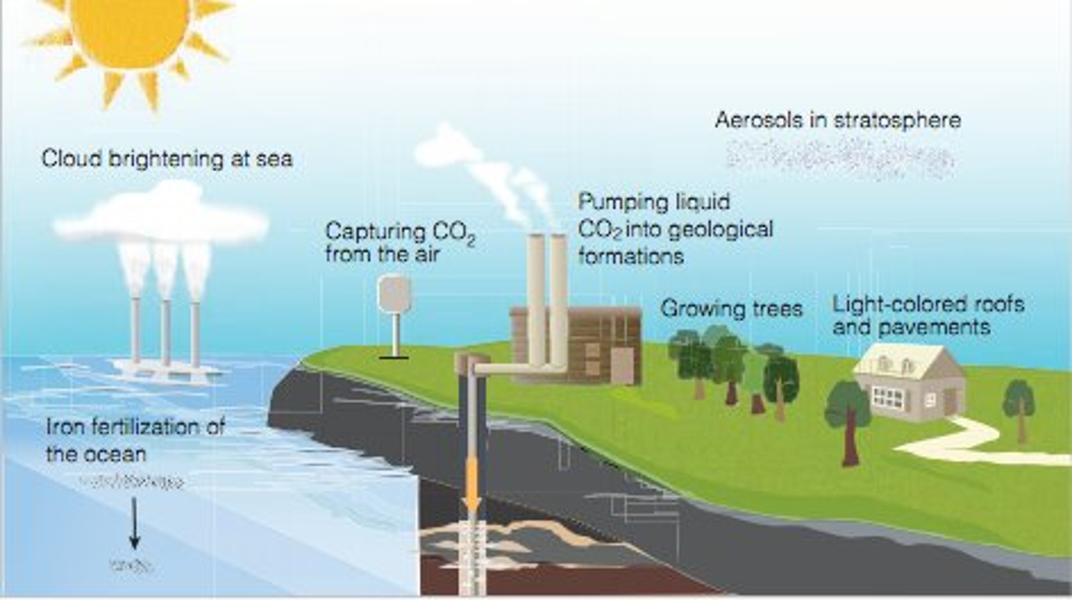 Aerosols in stratosphere
Cloud brightening at sea
Pumping liquid
CO₂ into geological
formations
Capturing CO₂
from the air
Growing trees
Light-colored roofs
and pavements
Iron fertilization of
the ocean